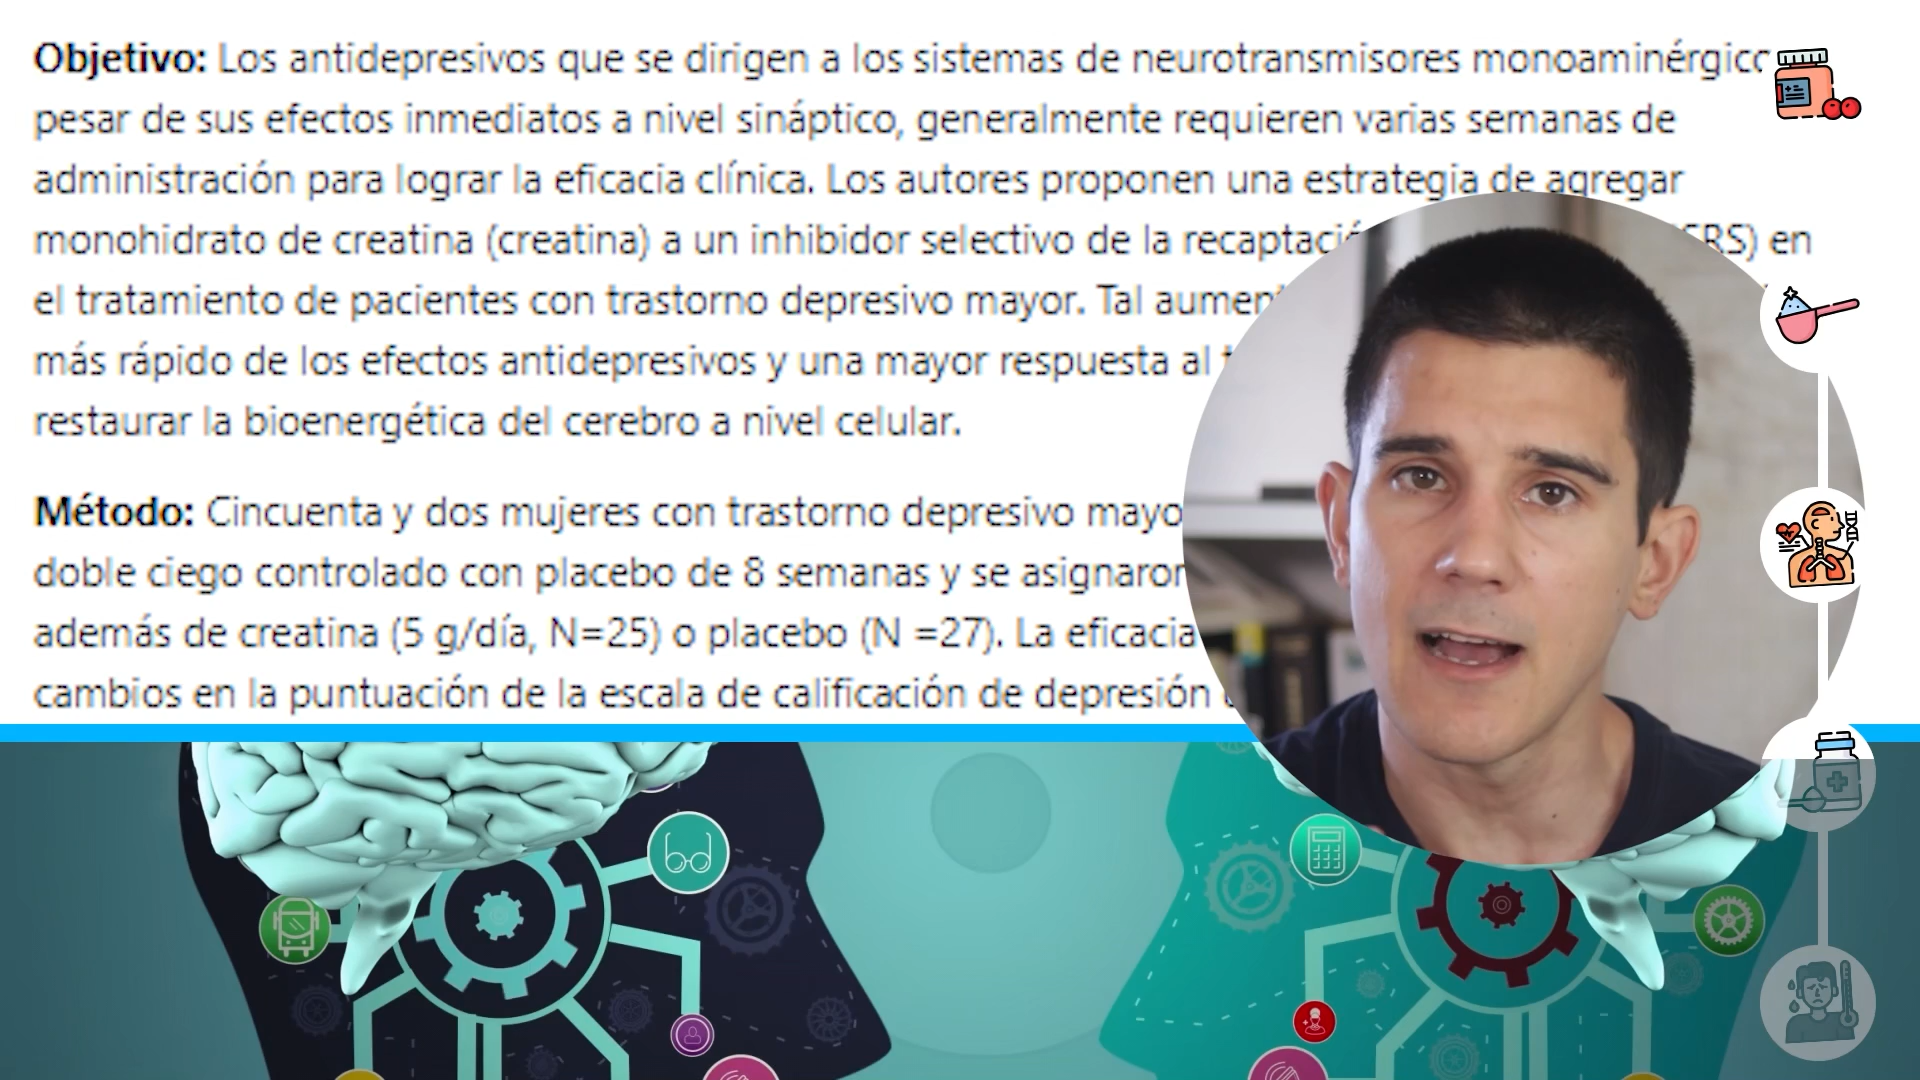 Objetivo: Los antidepresivos que se dirigen a los sistemas de neurotransmisores monoaminérgico
pesar de sus efectos inmediatos a nivel sináptico, generalmente requieren varias semanas de
administración para lograr la eficacia clínica. Los autores proponen una estrategia de agregar
monohidrato de creatina (creatina) a un inhibidor selectivo de la recaptació SRS) en
el tratamiento de pacientes con trastorno depresivo mayor. Tal aumen
más rápido de los efectos antidepresivos y una mayor respuesta al
restaurar la bioenergética del cerebro a nivel celular.
Método: Cincuenta y dos mujeres con trastorno depresivo mayo
doble ciego controlado con placebo de 8 semanas y se asignaron
además de creatina (5 g/día, N=25) o placebo (N =27). La eficacia
cambios en la puntuación de la escala de calificación de depresión